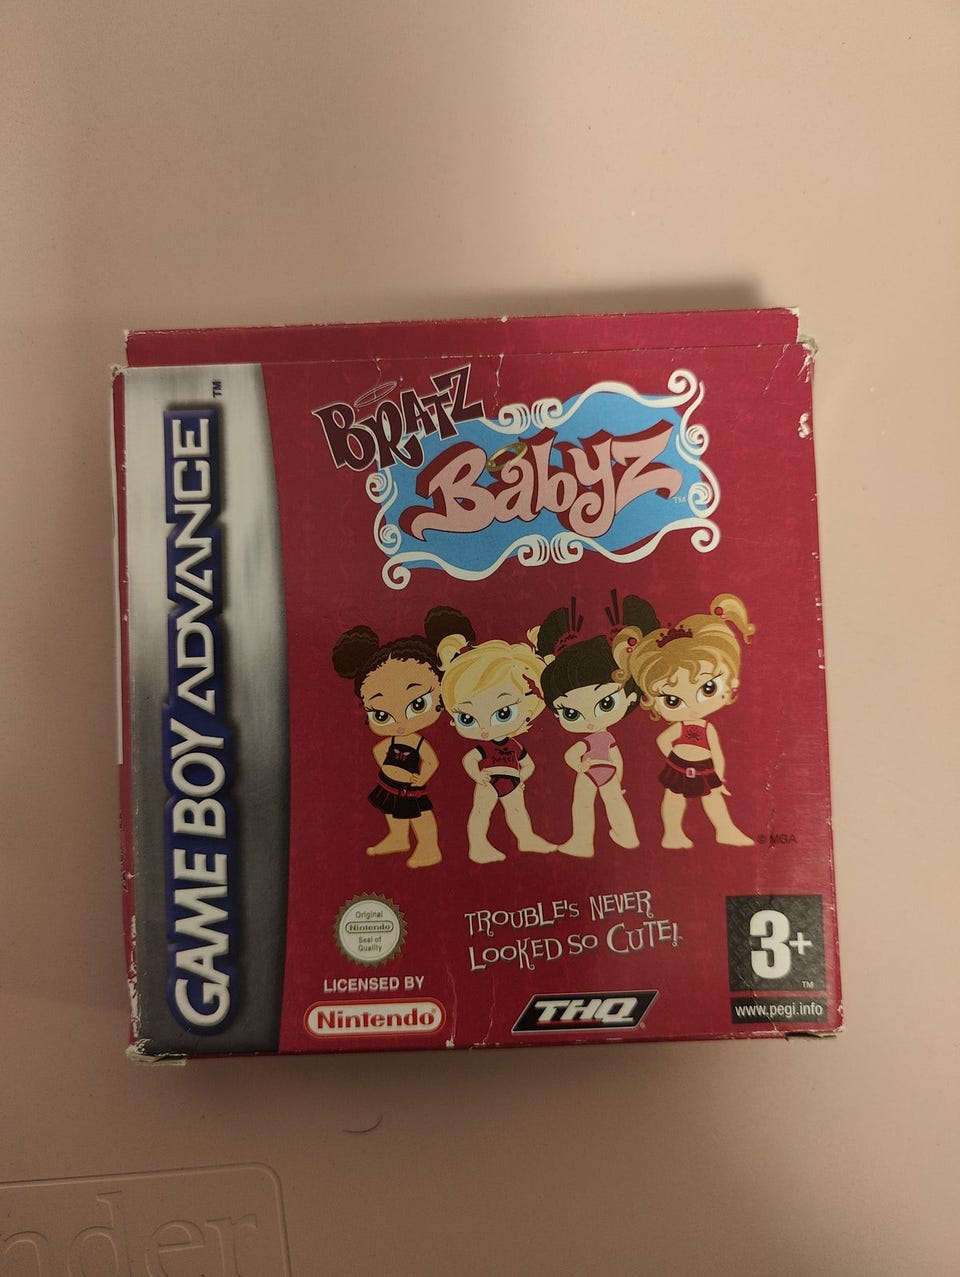 GAME BOY ADVANCE TM
BRATZ
Babyz TM
© MGA
Original
Nintendo
Seal of
Quality
TROUBLE'S NEVER
LOOKED SO CUTE!
LICENSED BY
Nintendo
THQ
3+
TM
www.pegi.info